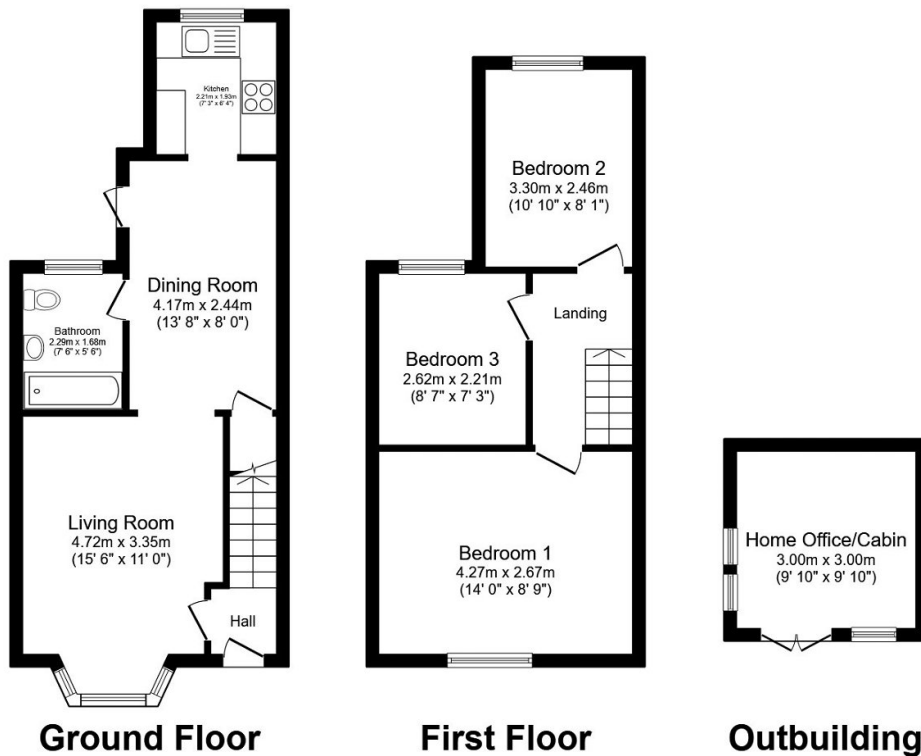 Kitchen
2.21m x 1.93m
(7' 3" x 6' 4")
Dining Room
4.17m x 2.44m
(13' 8" x 8' 0")
Bathroom
2.29m x 1.68m
(7' 6" x 5' 6")
Living Room
4.72m x 3.35m
(15' 6" x 11' 0")
Hall
Ground Floor
Bedroom 2
3.30m x 2.46m
(10' 10" x 8' 1")
Landing
Bedroom 3
2.62m x 2.21m
(8' 7" x 7' 3")
Bedroom 1
4.27m x 2.67m
(14' 0" x 8' 9")
First Floor
Home Office/Cabin
3.00m x 3.00m
(9' 10" x 9' 10")
Outbuilding